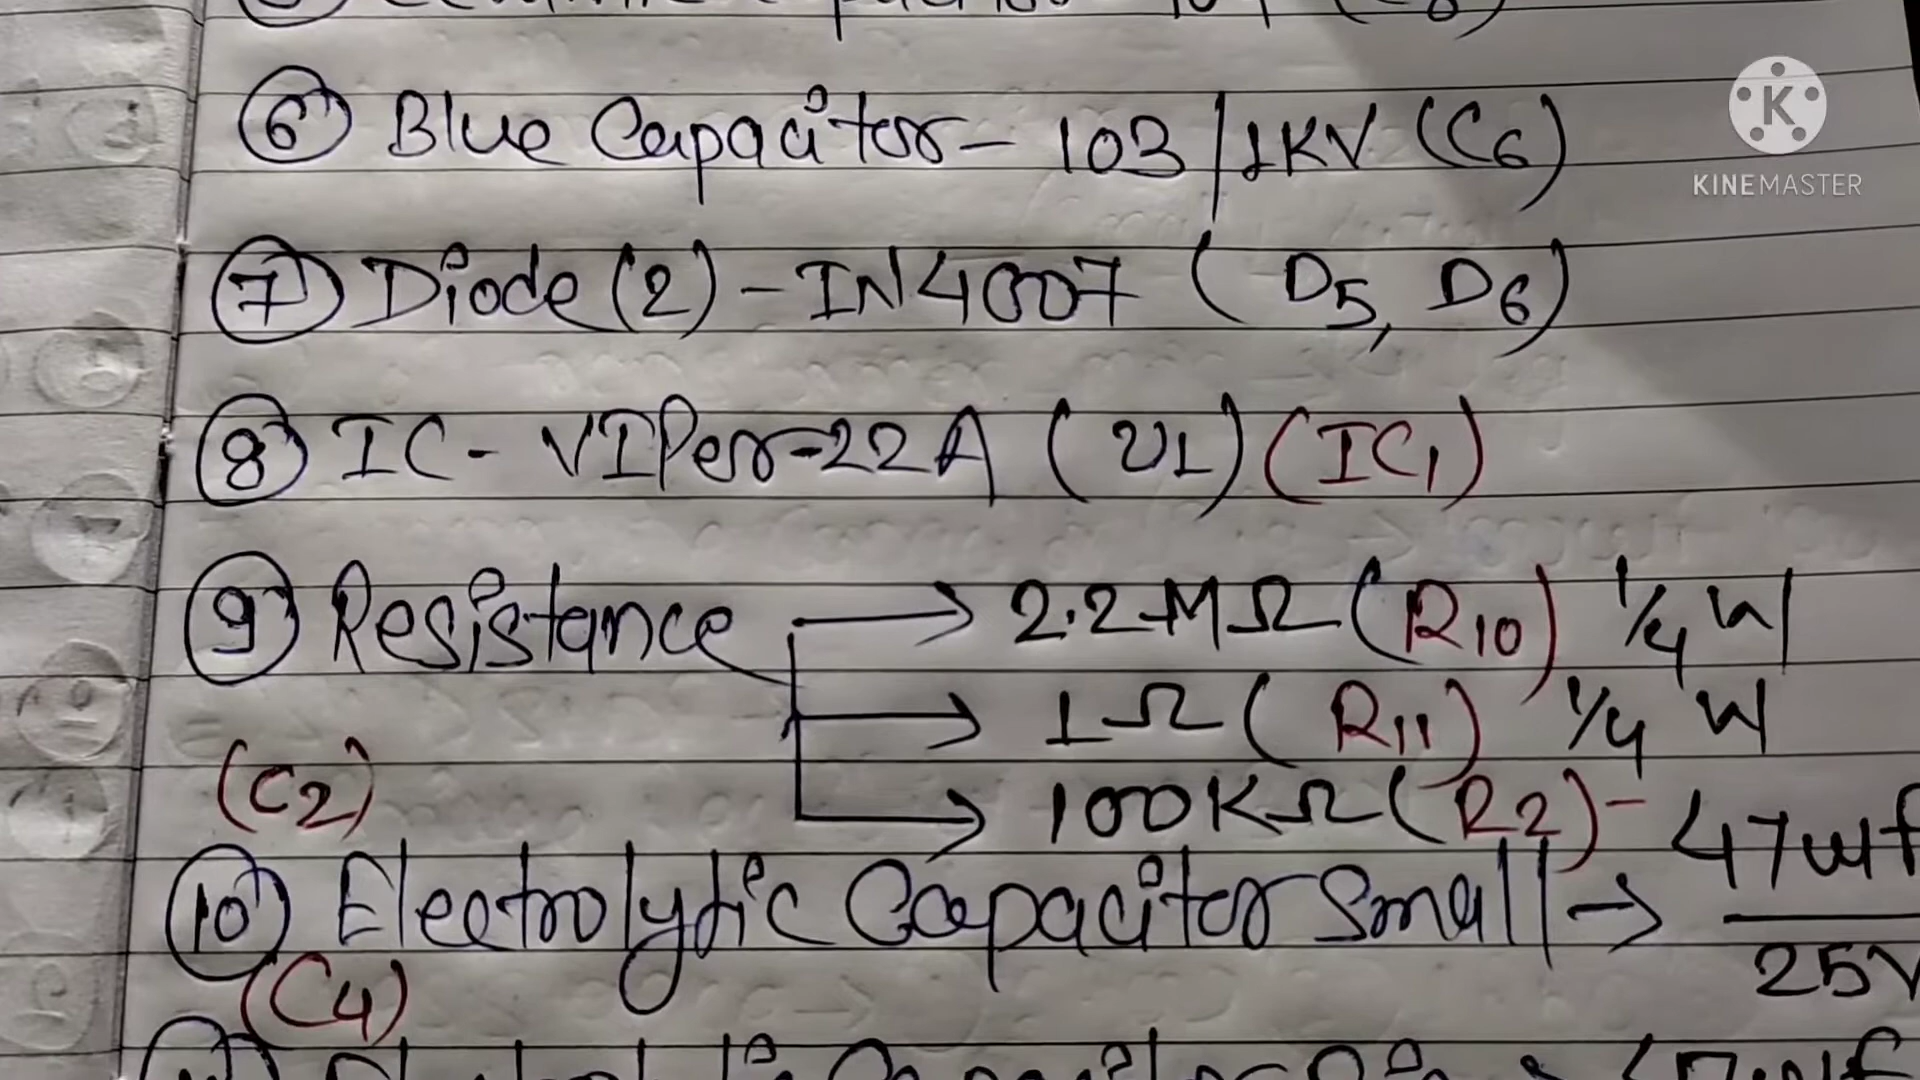 ⑥ Blue Capacitor - 103/1KV (C6)
KINEMASTER
⑦ Diode (2) - IN4007 (D5, D6)
⑧ IC - VIPer-22A (U1) (IC1)
⑨ Resistance → 2.2MΩ (R10) 1/4 W
→ 1Ω (R11) 1/4 W
→ 100KΩ (R2) -
(C2)
⑩ Electrolytic Capacitor Small → 47uf/25V
(C4)